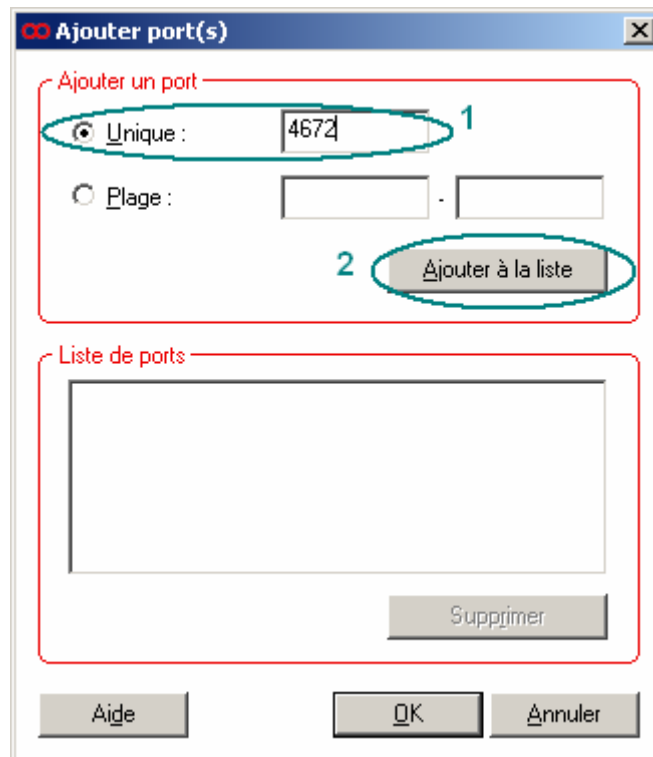 Ajouter port(s)
Ajouter un port
Unique : 4672 1
Plage : -
2 Ajouter à la liste
Liste de ports
Supprimer
Aide OK Annuler